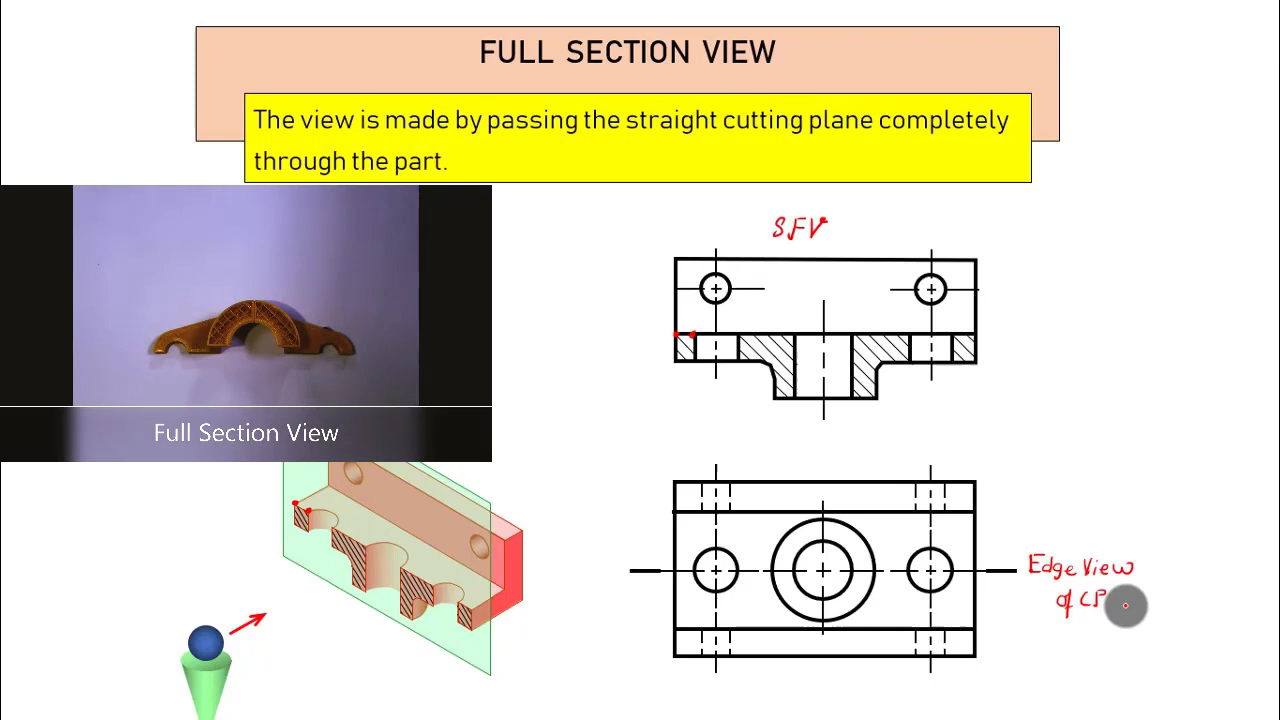 FULL SECTION VIEW
The view is made by passing the straight cutting plane completely
through the part.
S.F.V
Full Section View
Edge View
of CP